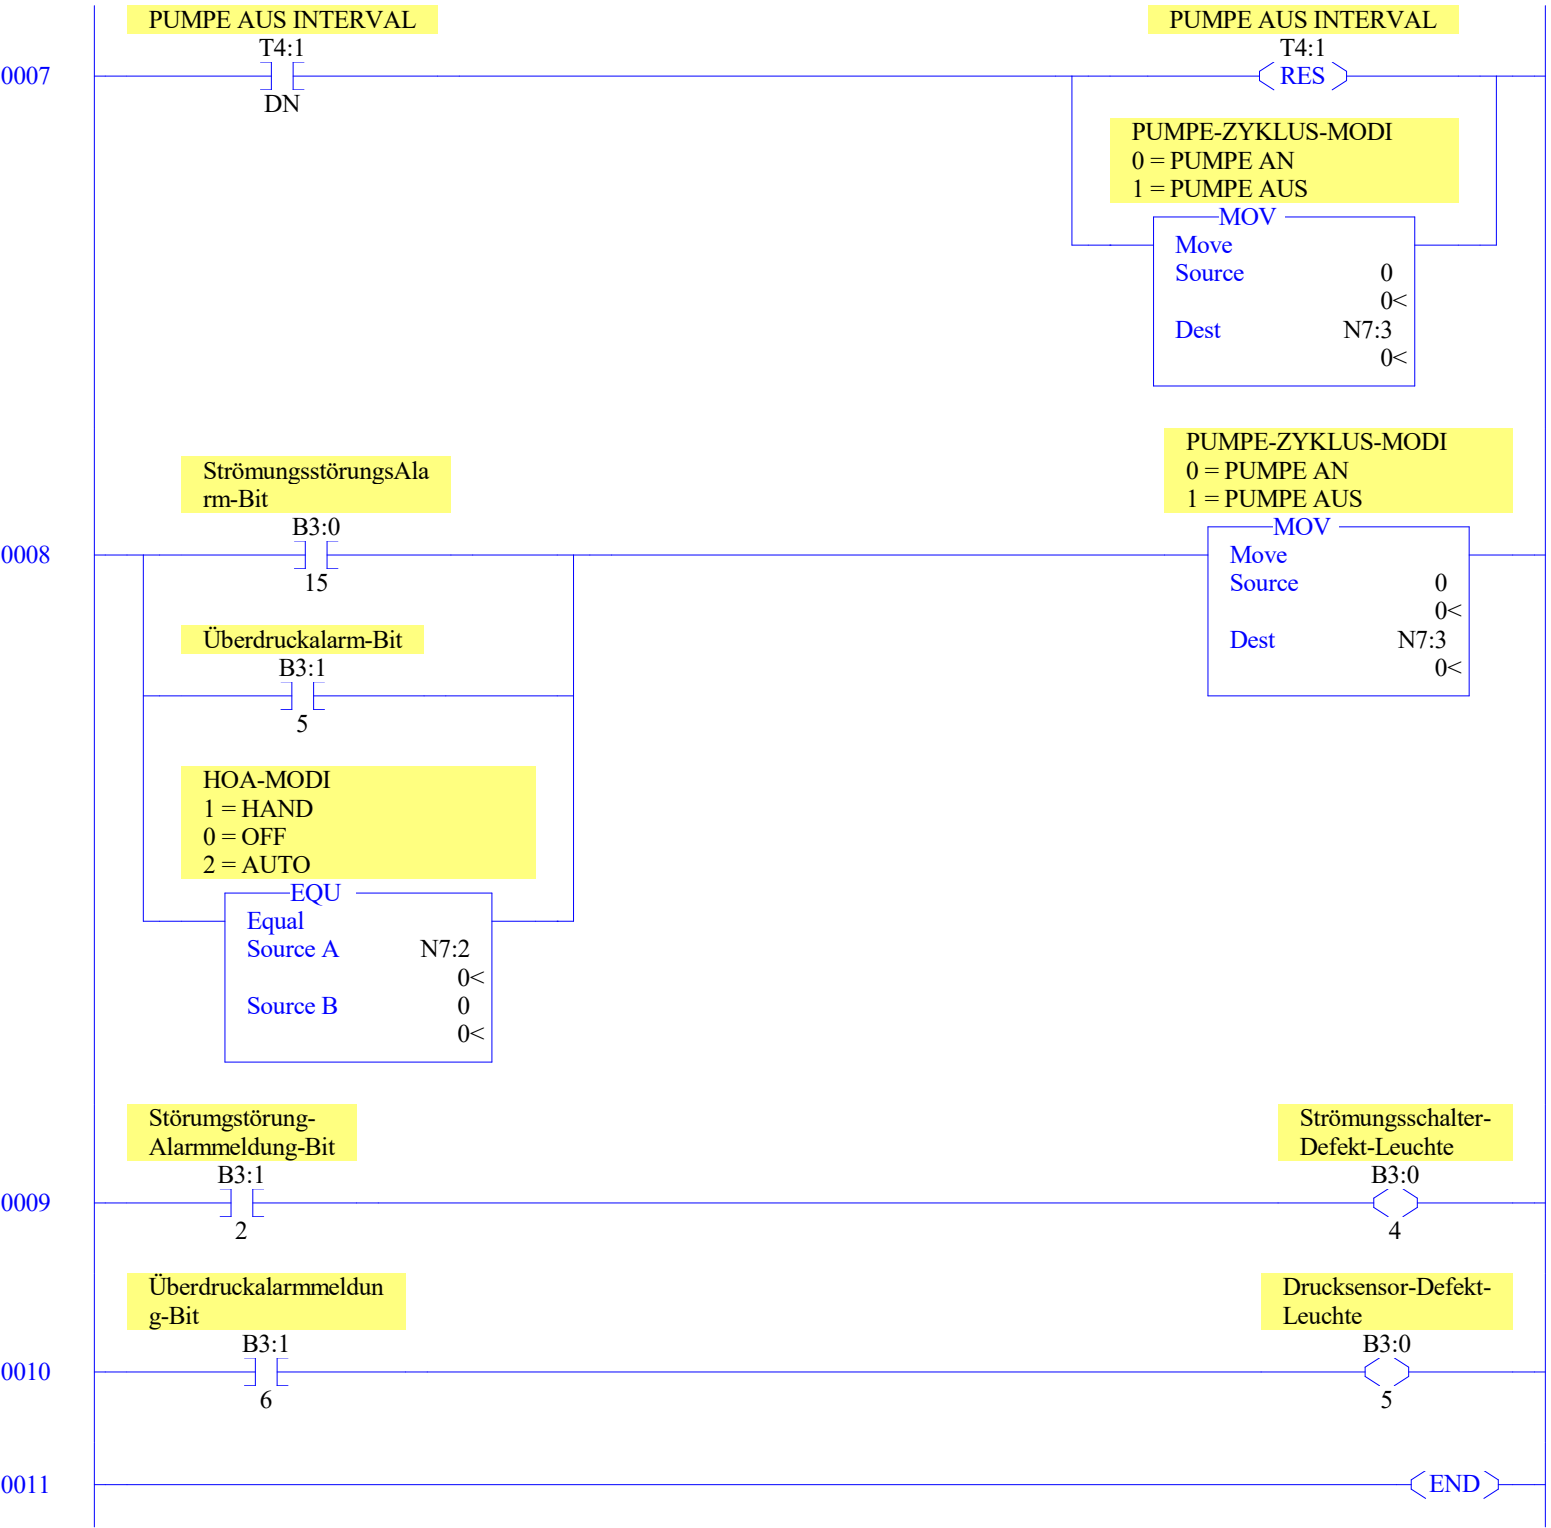 PUMPE AUS INTERVAL
T4:1
DN
PUMPE AUS INTERVAL
T4:1
RES
0007
PUMPE-ZYKLUS-MODI
0 = PUMPE AN
1 = PUMPE AUS
MOV
Move
Source 0
0<
Dest N7:3
0<
StrömungsstörungsAla
rm-Bit
B3:0
15
PUMPE-ZYKLUS-MODI
0 = PUMPE AN
1 = PUMPE AUS
MOV
Move
Source 0
0<
Dest N7:3
0<
0008
Überdruckalarm-Bit
B3:1
5
HOA-MODI
1 = HAND
0 = OFF
2 = AUTO
EQU
Equal
Source A N7:2
0<
Source B 0
0<
Störumgstörung-
Alarmmeldung-Bit
B3:1
2
Strömungsschalter-
Defekt-Leuchte
B3:0
4
0009
Überdruckalarmmeldun
g-Bit
B3:1
6
Drucksensor-Defekt-
Leuchte
B3:0
5
0010
0011
END